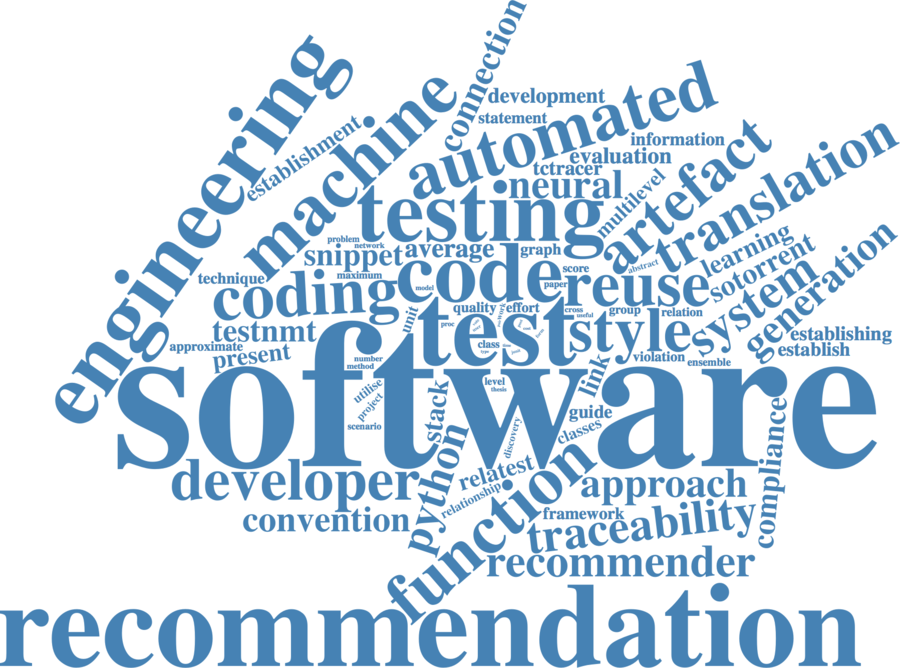 connection
engineering
development
machine
statement
automated
establishment
information
evaluation
artefact
translation
tctracer
neural
multilevel
testing
problem
network
snippet
average
graph
abstract
learning
technique
maximum
code
score
sotorrent
model
paper
reuse
system
generation
coding
quality
effort
cross
useful
group
relation
unit
testnmt
proc
test
style
establishing
approximate
present
class
type
violation
establish
number
method
ensemble
link
software
level
thesis
utilise
project
stack
guide
scenario
discovery
classes
compliance
python
developer
relatest
function
approach
relationship
convention
framework
traceability
recommender
recommendation